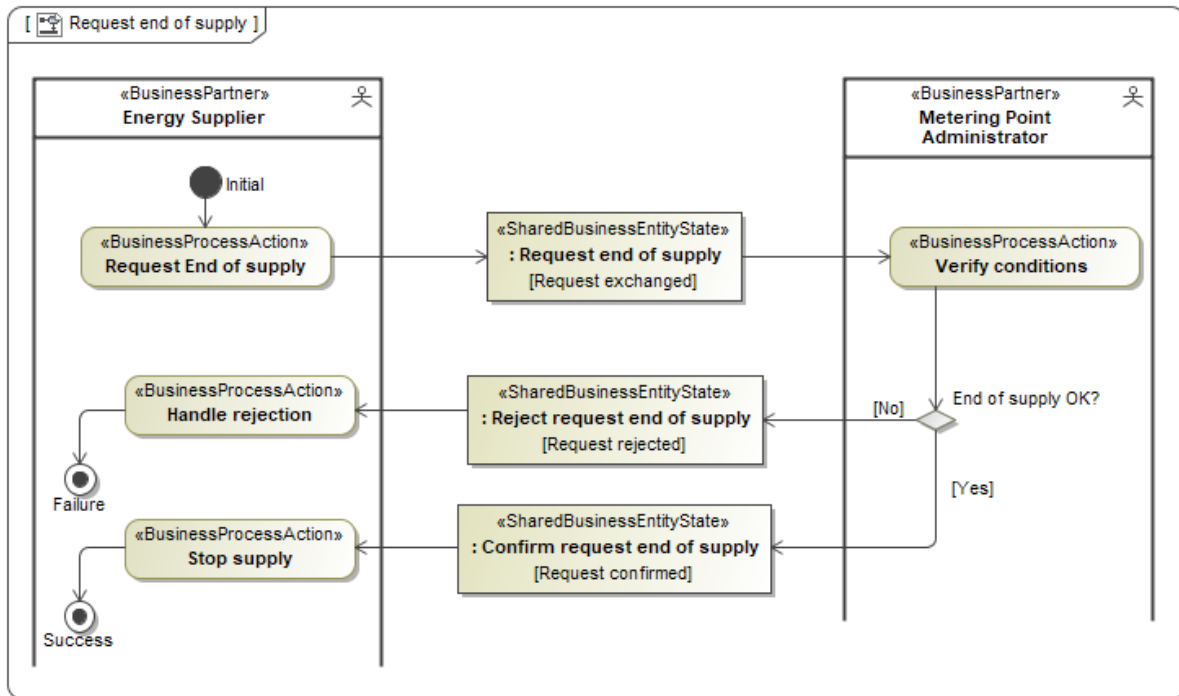 [ Request end of supply ]
«BusinessPartner»
Energy Supplier
«BusinessPartner»
Metering Point
Administrator
Initial
«BusinessProcessAction»
Request End of supply
«SharedBusinessEntityState»
: Request end of supply
[Request exchanged]
«BusinessProcessAction»
Verify conditions
«BusinessProcessAction»
Handle rejection
«SharedBusinessEntityState»
: Reject request end of supply
[Request rejected]
[No]
End of supply OK?
Failure
[Yes]
«BusinessProcessAction»
Stop supply
«SharedBusinessEntityState»
: Confirm request end of supply
[Request confirmed]
Success